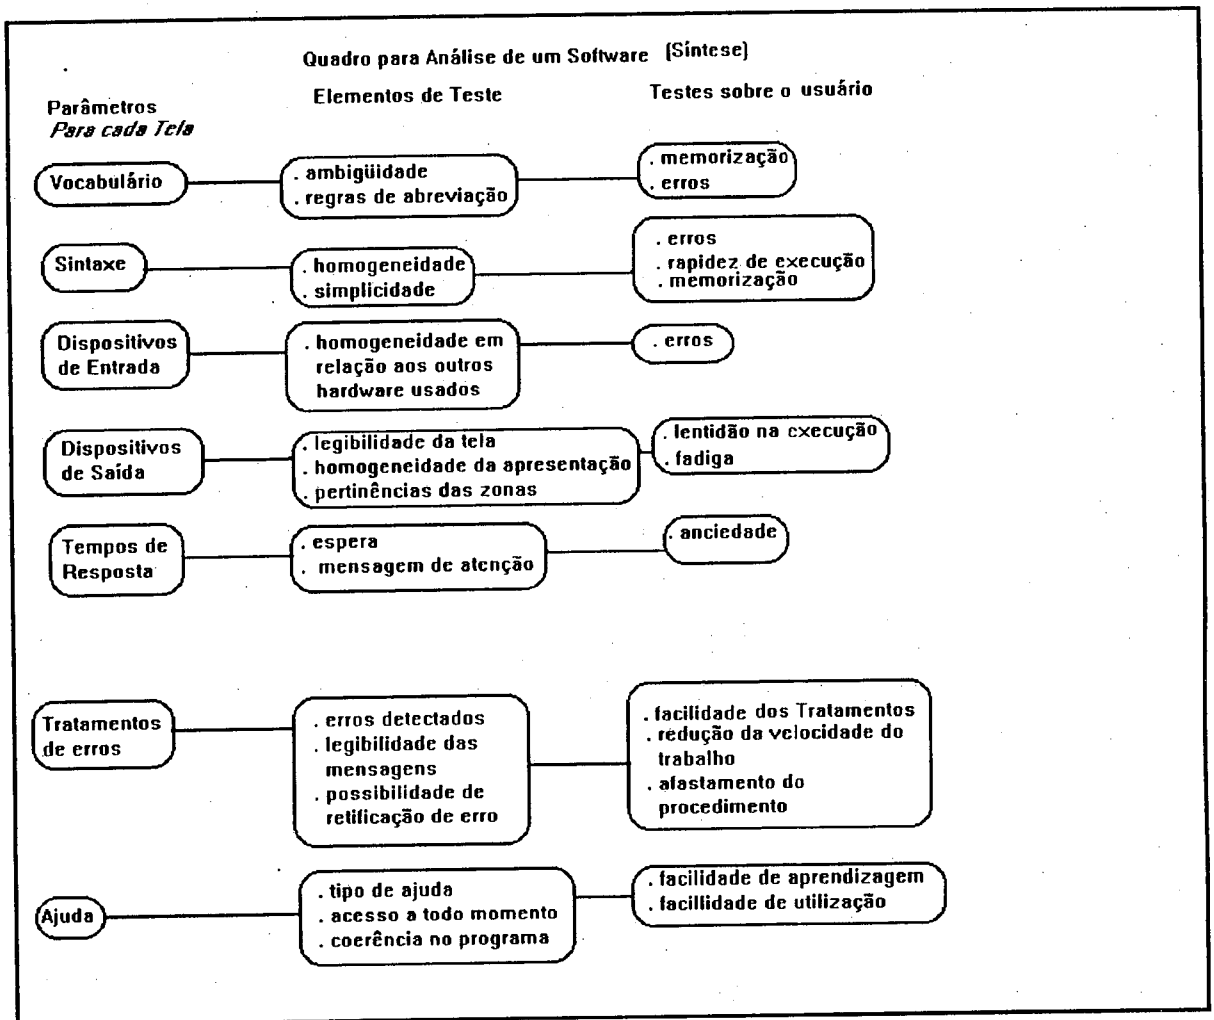 Quadro para Análise de um Software (Síntese)
Parâmetros
Para cada Tela
Elementos de Teste
Testes sobre o usuário
Vocabulário
. ambigüidade
. regras de abreviação
. memorização
. erros
Sintaxe
. homogeneidade
. simplicidade
. erros
. rapidez de execução
. memorização
Dispositivos
de Entrada
. homogeneidade em
relação aos outros
hardware usados
. erros
Dispositivos
de Saída
. legibilidade da tela
. homogeneidade da apresentação
. pertinências das zonas
. lentidão na execução
. fadiga
Tempos de
Resposta
. espera
. mensagem de atenção
. anciedade
Tratamentos
de erros
. erros detectados
. legibilidade das
mensagens
. possibilidade de
retificação de erro
. facilidade dos Tratamentos
. redução da velocidade do
trabalho
. afastamento do
procedimento
Ajuda
. tipo de ajuda
. acesso a todo momento
. coerência no programa
. facilidade de aprendizagem
. facillidade de utilização